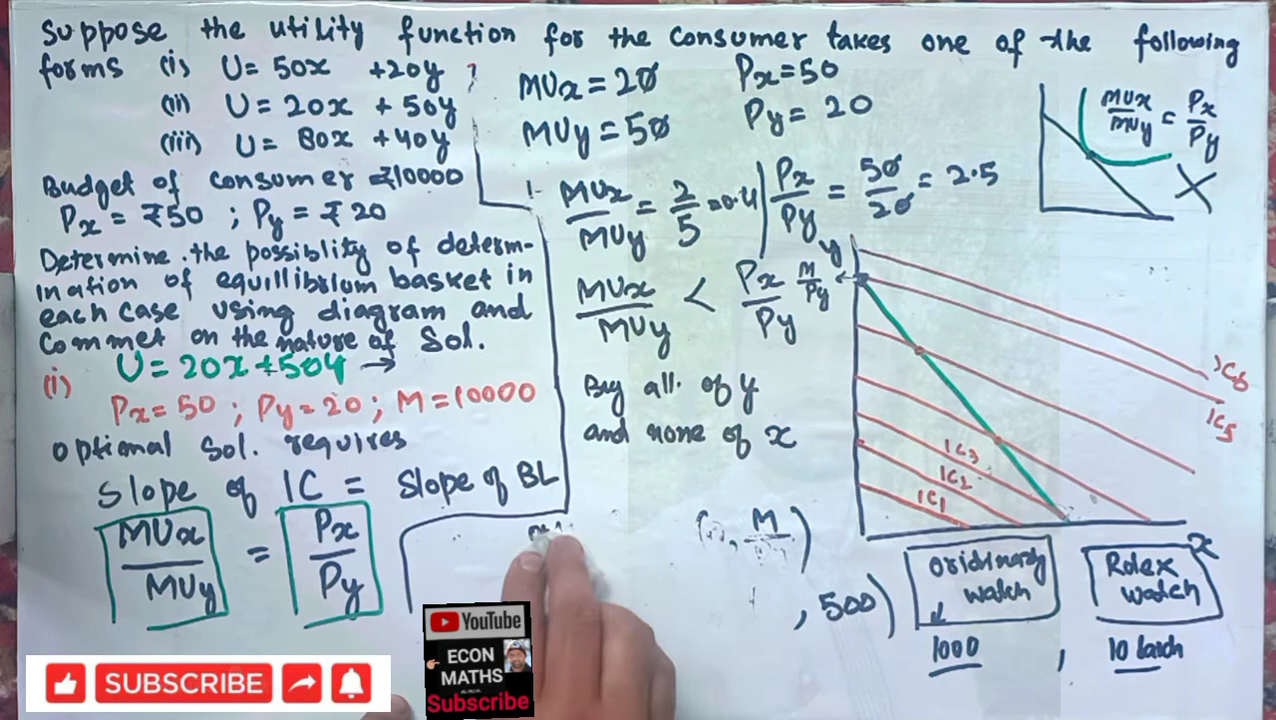 Suppose the utility function for the consumer takes one of the following
forms (i) U = 50x + 20y
(ii) U = 20x + 50y
(iii) U = 80x + 40y
Budget of consumer = ₹10000
Px = ₹50 ; Py = ₹20
Determine the possiblity of determ-
ination of equillibrium basket in
each case using diagram and
Commet on the nature of Sol.
U = 20x + 50y →
(i) Px = 50 ; Py = 20 ; M = 10000
Optional Sol. requires
Slope of IC = Slope of BL
MUx/MUy = Px/Py
MUx = 20 Px = 50
MUy = 50 Py = 20
MUx/MUy = 2/5 = 0.4 | Px/Py = 50/20 = 2.5
MUx/MUy < Px/Py
Buy all of y
and none of x
, M
, 500)
MUx/MUy = Px/Py
X
y
M/Py ←
IC6
IC5
IC3
IC2
IC1
x
Oridinary
watch
1000 ,
Rolex
watch
10 lakh
YouTube
ECON
MATHS
Subscribe
SUBSCRIBE